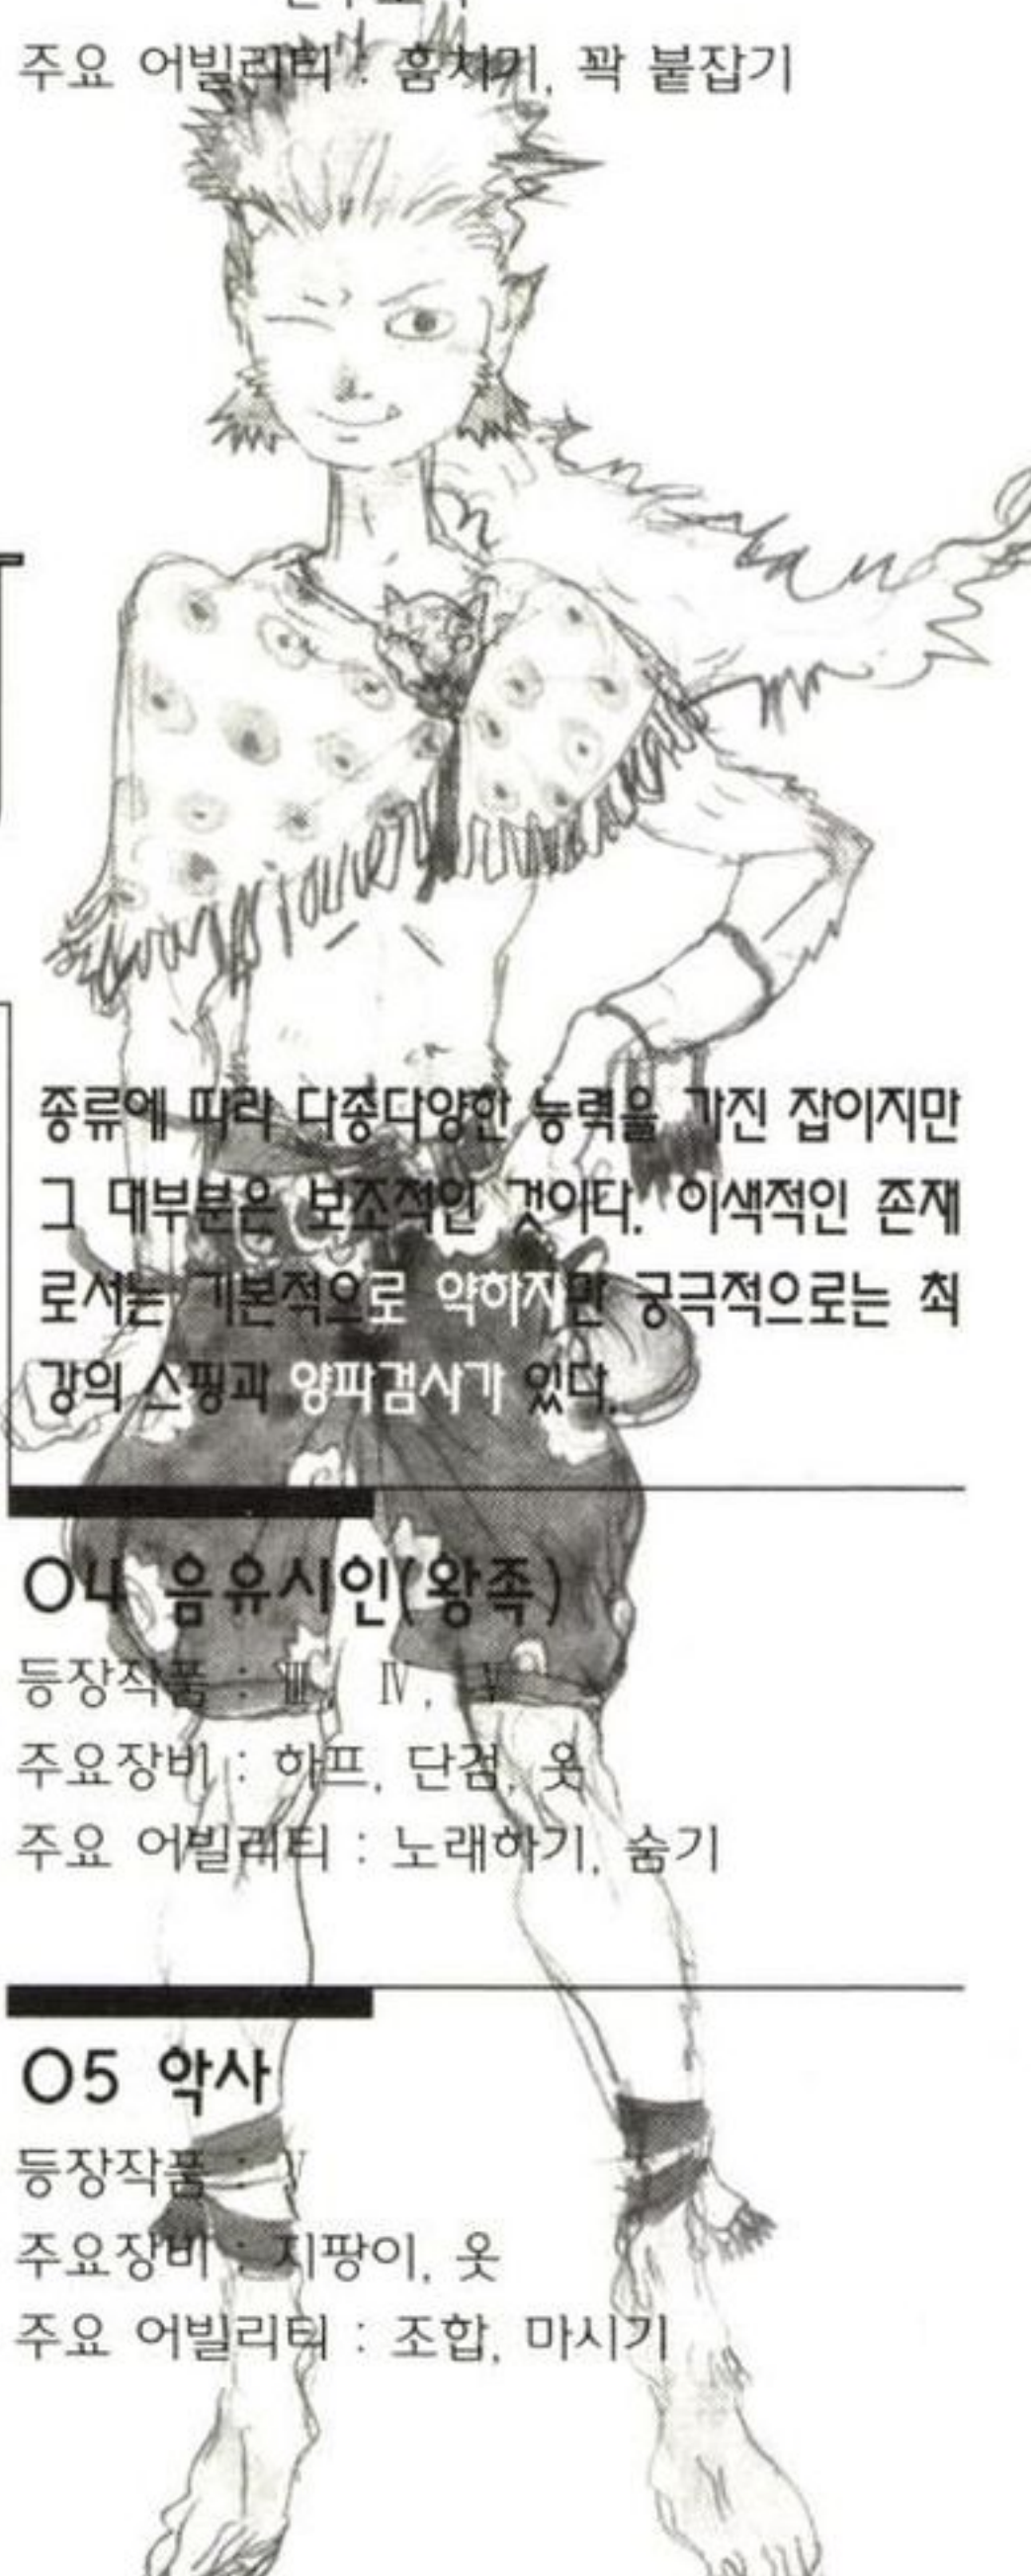 주요 어빌리티 : 훔치기, 꽉 붙잡기
종류에 따라 다종다양한 능력을 가진 잡이지만
그 대부분은 보조적인 것이다. 이색적인 존재
로서는 기본적으로 약하지만 궁극적으로는 최
강의 스핑과 양파검사가 있다.
04 음유시인(왕족)
등장작품 : Ⅲ, Ⅳ, Ⅴ
주요장비 : 하프, 단검, 옷
주요 어빌리티 : 노래하기, 숨기
05 약사
등장작품 : Ⅴ
주요장비 : 지팡이, 옷
주요 어빌리티 : 조합, 마시기